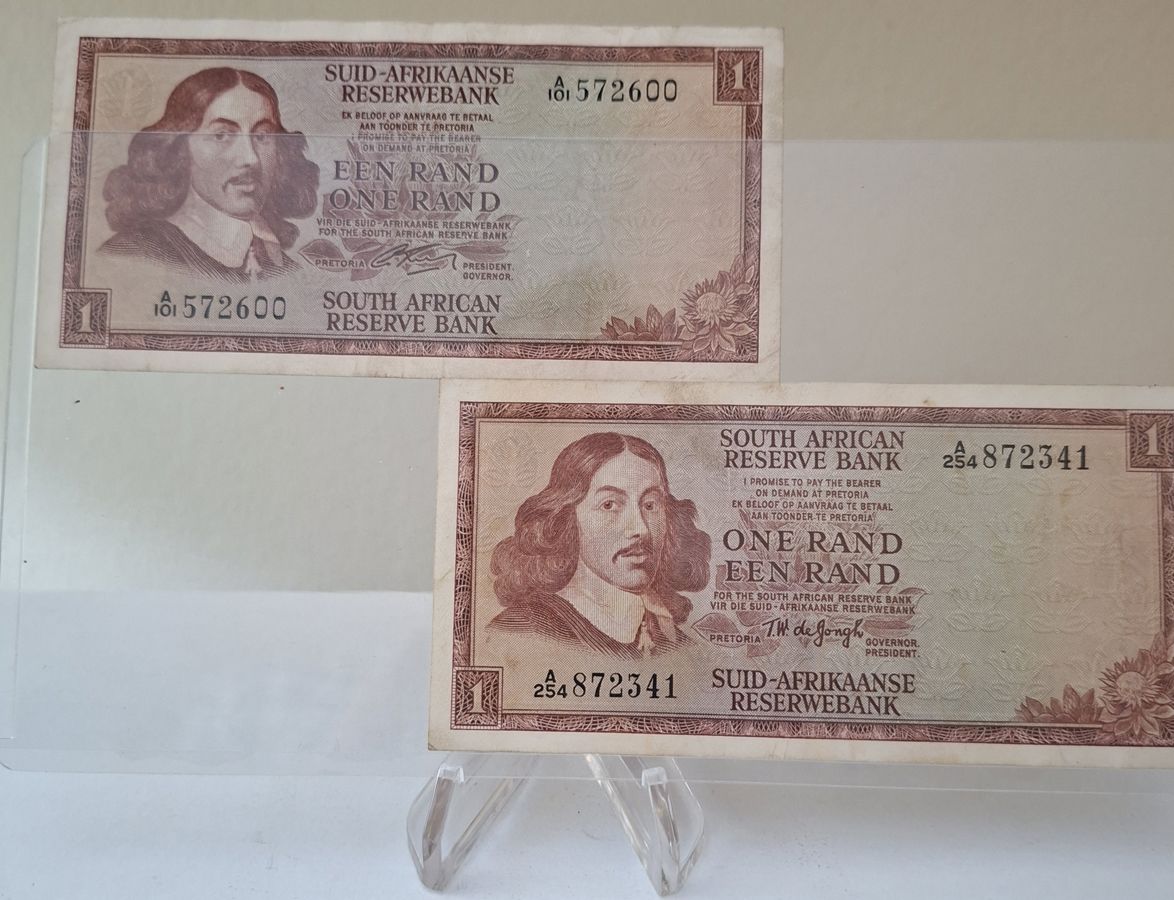 SUID-AFRIKAANSE
RESERWEBANK
A/101 572600
1
EK BELOOF OP AANVRAAG TE BETAAL
AAN TOONDER TE PRETORIA
I PROMISE TO PAY THE BEARER
ON DEMAND AT PRETORIA
EEN RAND
ONE RAND
VIR DIE SUID-AFRIKAANSE RESERWEBANK
FOR THE SOUTH AFRICAN RESERVE BANK
PRETORIA
PRESIDENT.
GOVERNOR.
1
A/101 572600
SOUTH AFRICAN
RESERVE BANK
SOUTH AFRICAN
RESERVE BANK
A/254 872341
1
I PROMISE TO PAY THE BEARER
ON DEMAND AT PRETORIA
EK BELOOF OP AANVRAAG TE BETAAL
AAN TOONDER TE PRETORIA
ONE RAND
EEN RAND
FOR THE SOUTH AFRICAN RESERVE BANK
VIR DIE SUID-AFRIKAANSE RESERWEBANK
PRETORIA T.W. de Jongh GOVERNOR.
PRESIDENT.
1
A/254 872341
SUID-AFRIKAANSE
RESERWEBANK